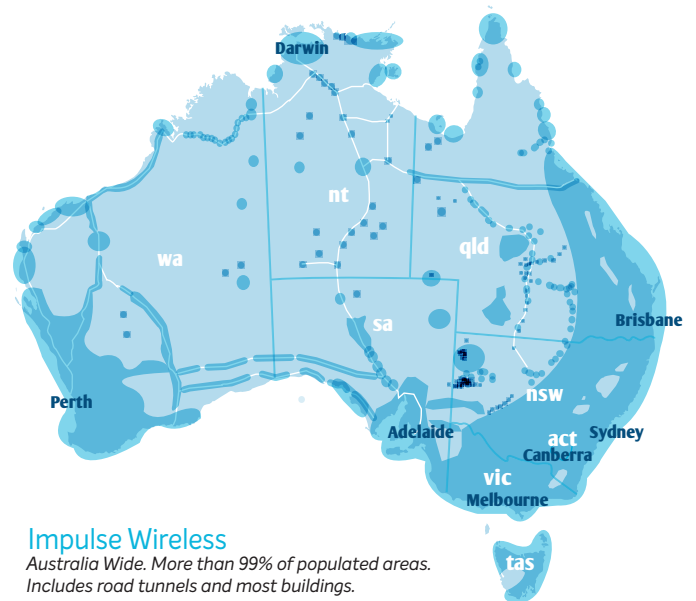 Darwin
nt
wa
qld
sa
Brisbane
Perth
nsw
Adelaide
act
Sydney
Canberra
vic
Melbourne
Impulse Wireless
Australia Wide. More than 99% of populated areas.
Includes road tunnels and most buildings.
tas